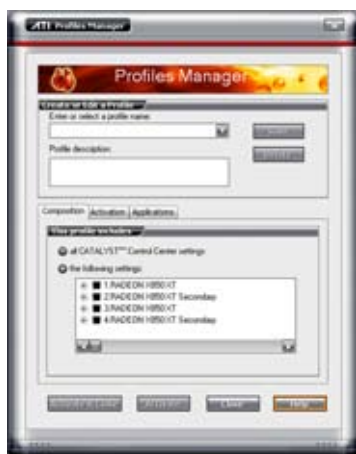 ATI Profiles Manager
Profiles Manager
Create or Edit a Profile
Enter or select a profile name:
Profile description:
Composition
Activation
Applications
This profile includes
all CATALYST™ Control Center settings
the following settings:
1.RADEON X850 XT
2.RADEON X850 XT Secondary
3.RADEON X850 XT
4.RADEON X850 XT Secondary
Close
Help